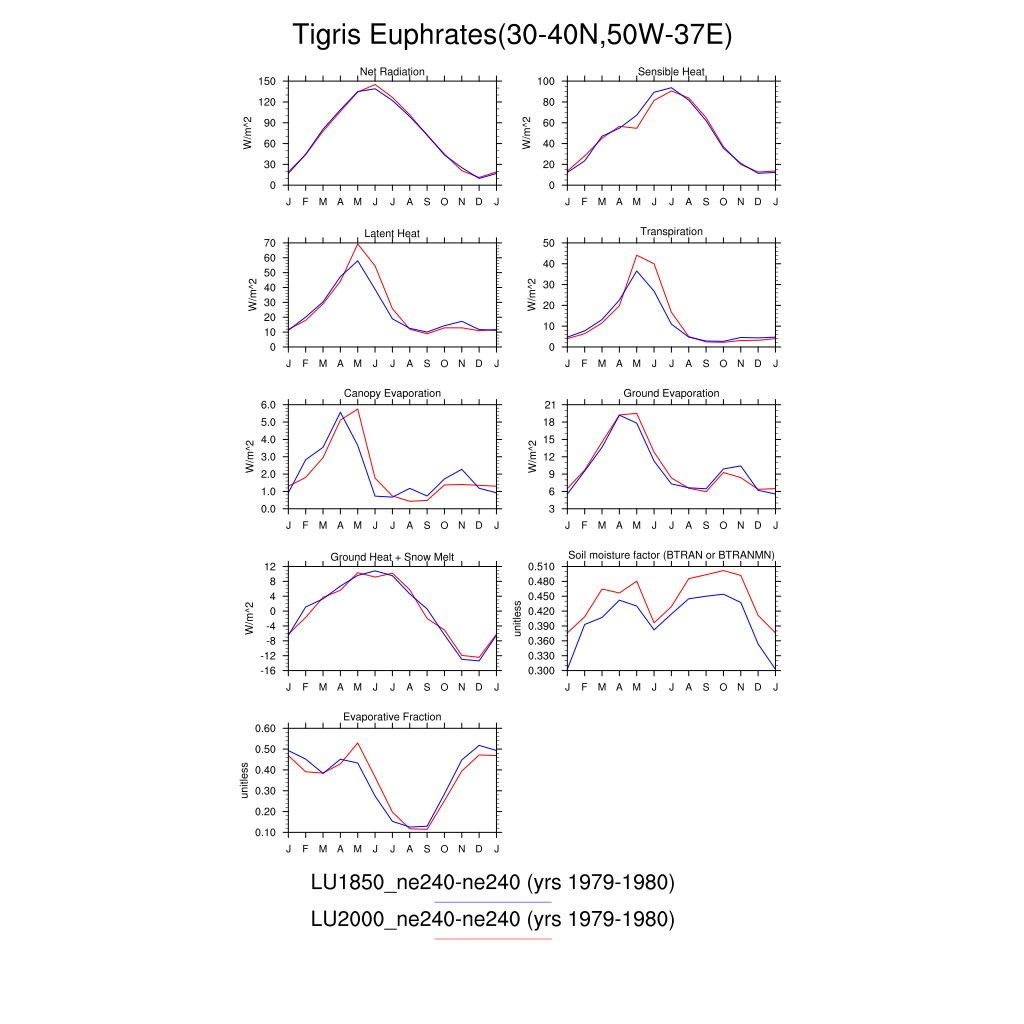 Tigris Euphrates(30-40N,50W-37E)
Net Radiation
W/m^2
150
120
90
60
30
0
J F M A M J J A S O N D J
Sensible Heat
W/m^2
100
80
60
40
20
0
J F M A M J J A S O N D J
Latent Heat
W/m^2
70
60
50
40
30
20
10
0
J F M A M J J A S O N D J
Transpiration
W/m^2
50
40
30
20
10
0
J F M A M J J A S O N D J
Canopy Evaporation
W/m^2
6.0
5.0
4.0
3.0
2.0
1.0
0.0
J F M A M J J A S O N D J
Ground Evaporation
W/m^2
21
18
15
12
9
6
3
J F M A M J J A S O N D J
Ground Heat + Snow Melt
W/m^2
12
8
4
0
-4
-8
-12
-16
J F M A M J J A S O N D J
Soil moisture factor (BTRAN or BTRANMN)
unitless
0.510
0.480
0.450
0.420
0.390
0.360
0.330
0.300
J F M A M J J A S O N D J
Evaporative Fraction
unitless
0.60
0.50
0.40
0.30
0.20
0.10
J F M A M J J A S O N D J
LU1850_ne240-ne240 (yrs 1979-1980)
LU2000_ne240-ne240 (yrs 1979-1980)